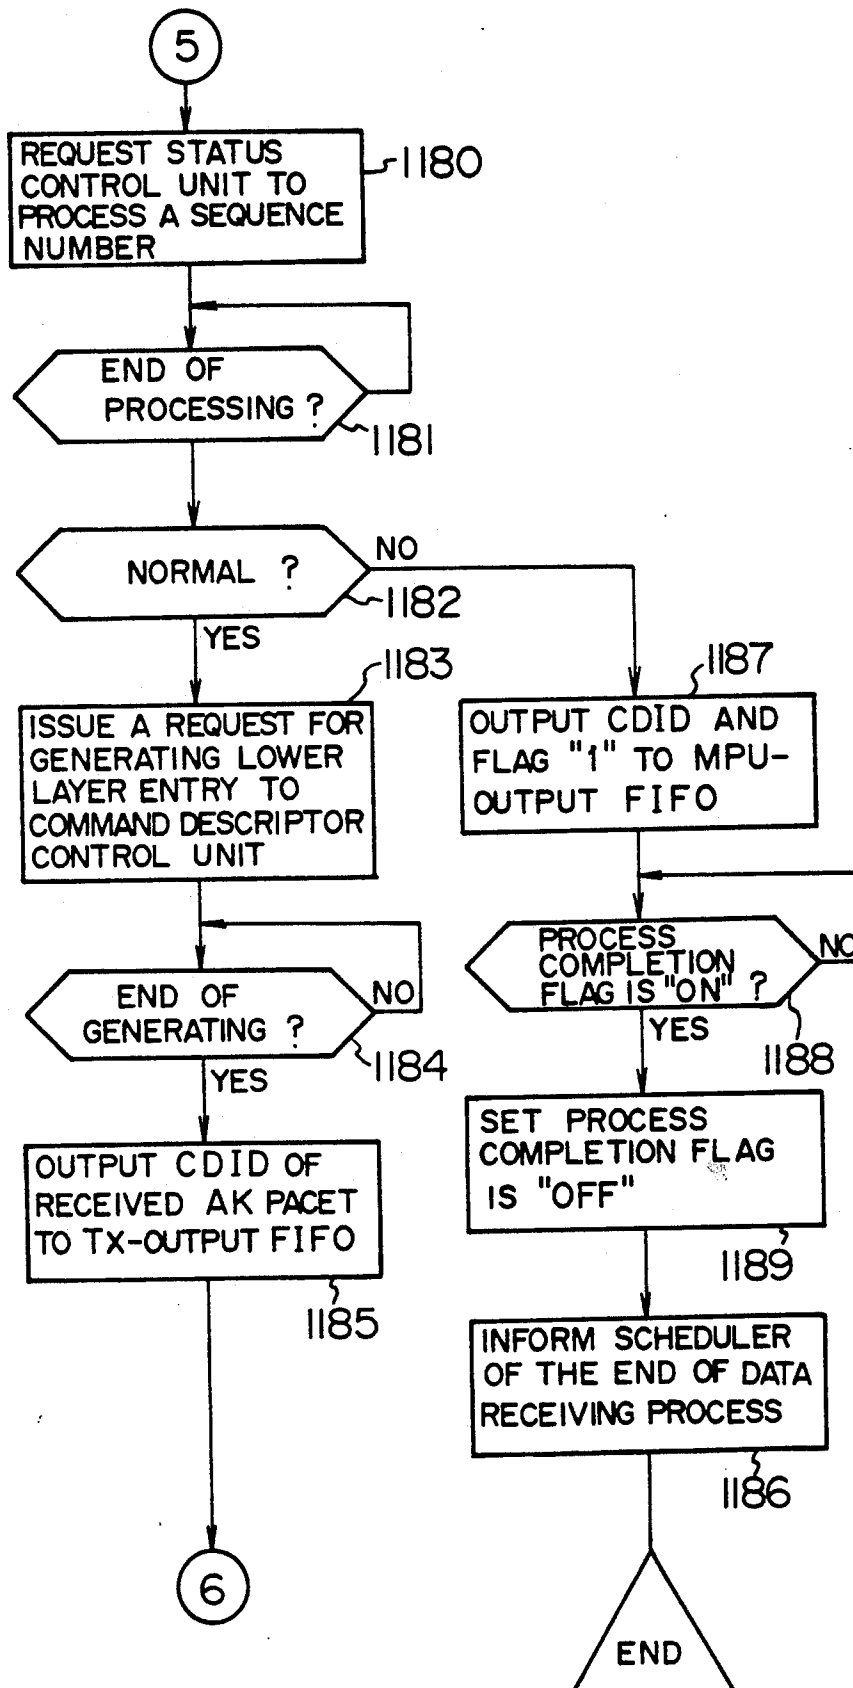 5
REQUEST STATUS
CONTROL UNIT TO
PROCESS A SEQUENCE
NUMBER
1180
END OF
PROCESSING ?
1181
NORMAL ?
NO
1182
YES
1183
ISSUE A REQUEST FOR
GENERATING LOWER
LAYER ENTRY TO
COMMAND DESCRIPTOR
CONTROL UNIT
END OF
GENERATING ?
NO
1184
YES
OUTPUT CDID OF
RECEIVED AK PACET
TO TX-OUTPUT FIFO
1185
6
1187
OUTPUT CDID AND
FLAG "1" TO MPU-
OUTPUT FIFO
PROCESS
COMPLETION
FLAG IS "ON" ?
NO
1188
YES
SET PROCESS
COMPLETION FLAG
IS "OFF"
1189
INFORM SCHEDULER
OF THE END OF DATA
RECEIVING PROCESS
1186
END